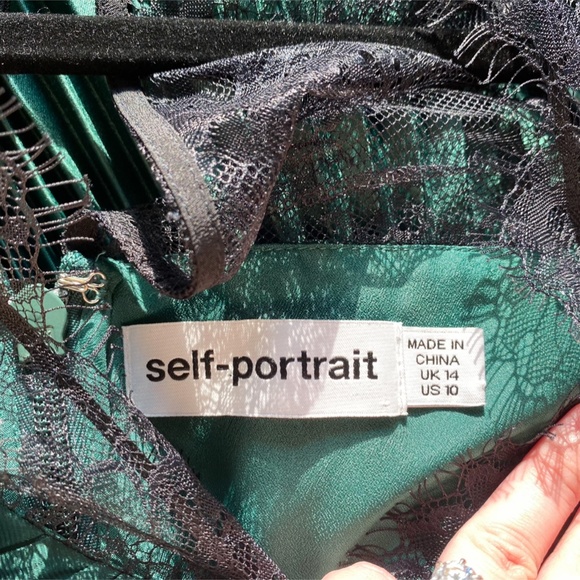 self-portrait
MADE IN
CHINA
UK 14
US 10